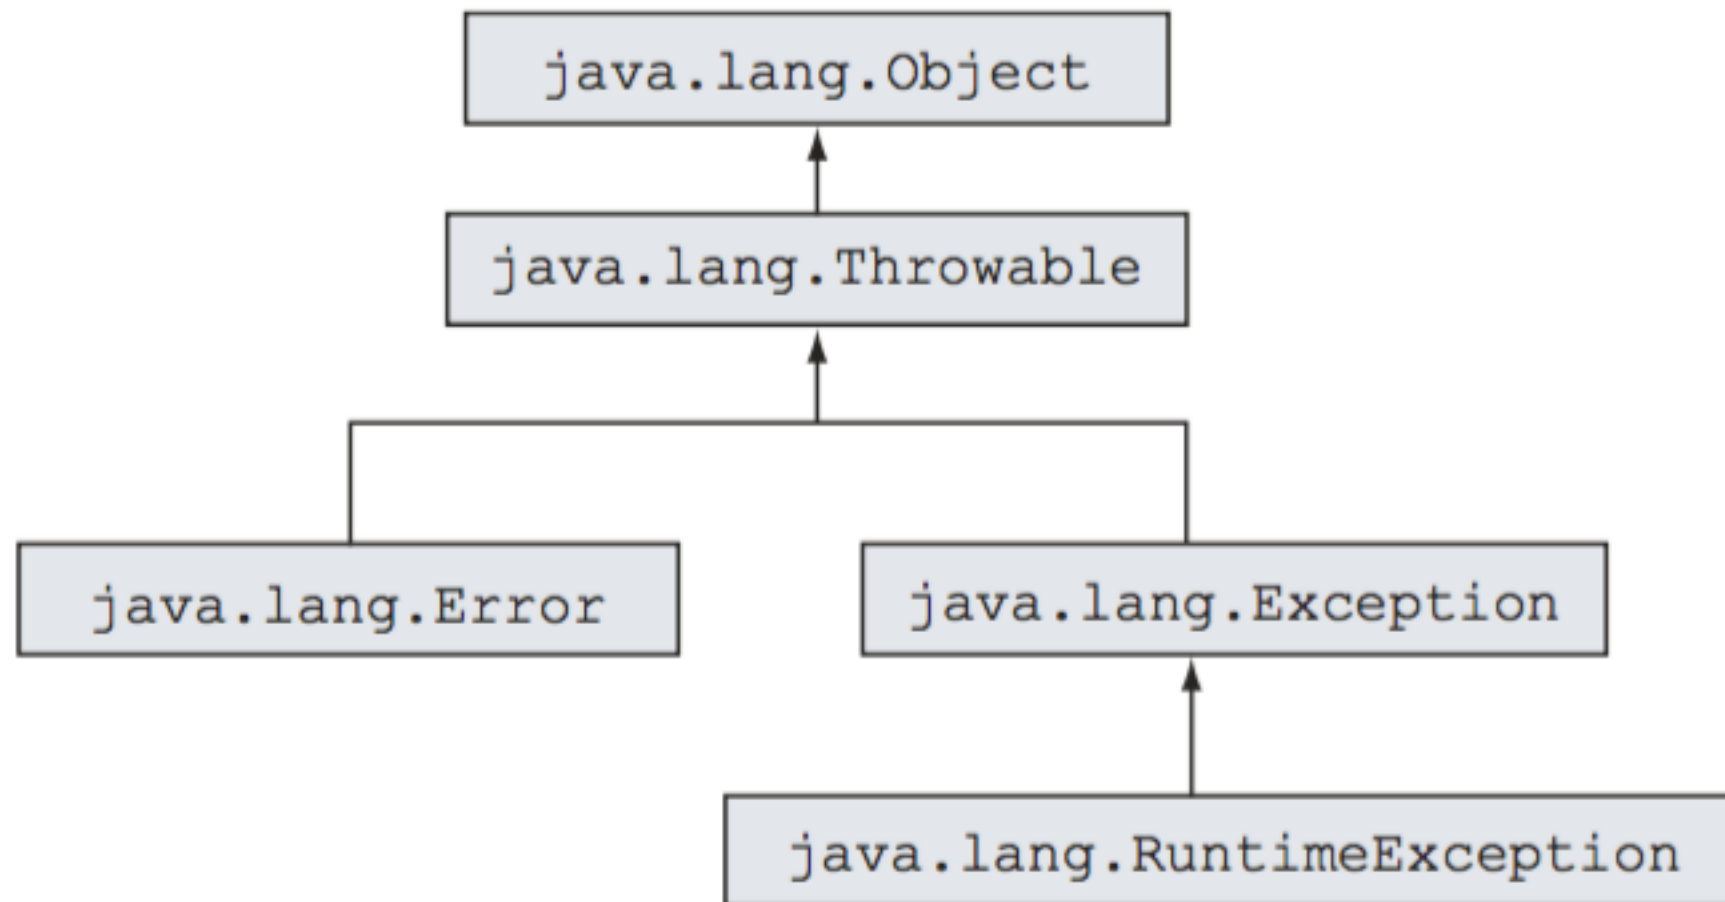 java.lang.Object
java.lang.Throwable
java.lang.Error
java.lang.Exception
java.lang.RuntimeException